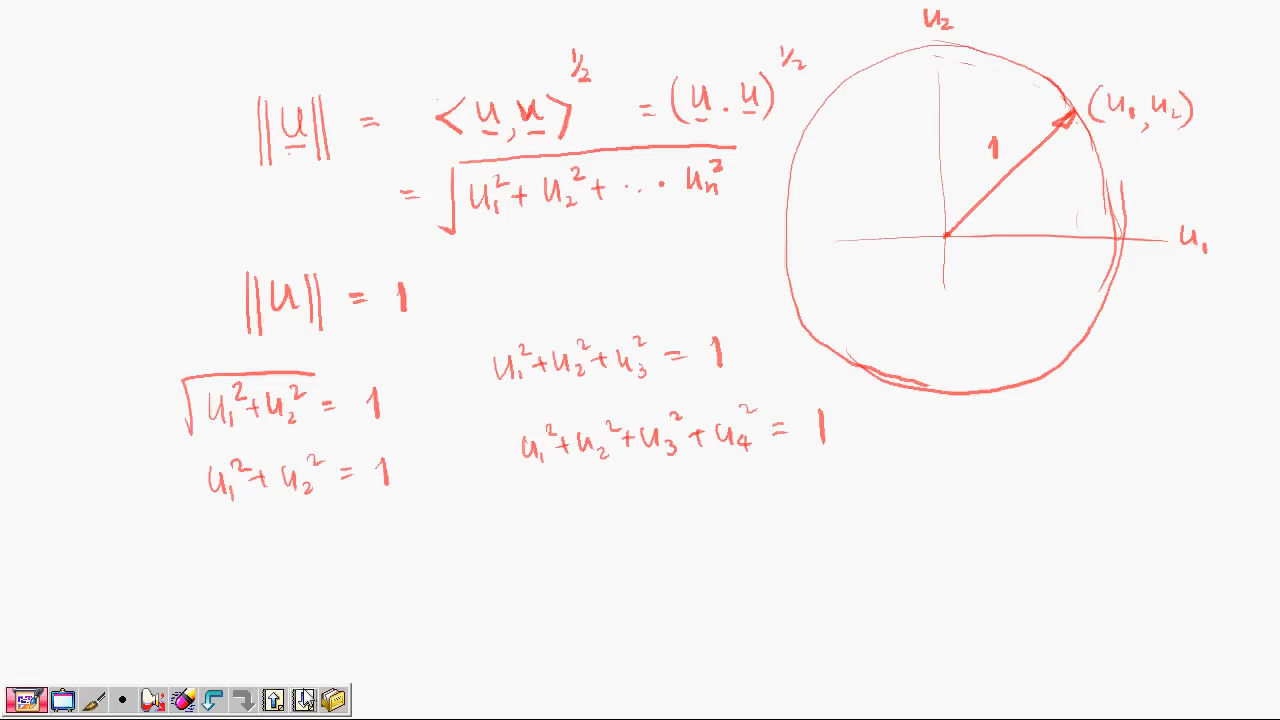 ‖u‖ = <u, u>^{1/2} = (u · u)^{1/2}
= √(u₁² + u₂² + ⋯ uₙ²)
‖u‖ = 1
√(u₁² + u₂²) = 1
u₁² + u₂² = 1
u₁² + u₂² + u₃² = 1
u₁² + u₂² + u₃² + u₄² = 1
u₂
(u₁, u₂)
1
u₁